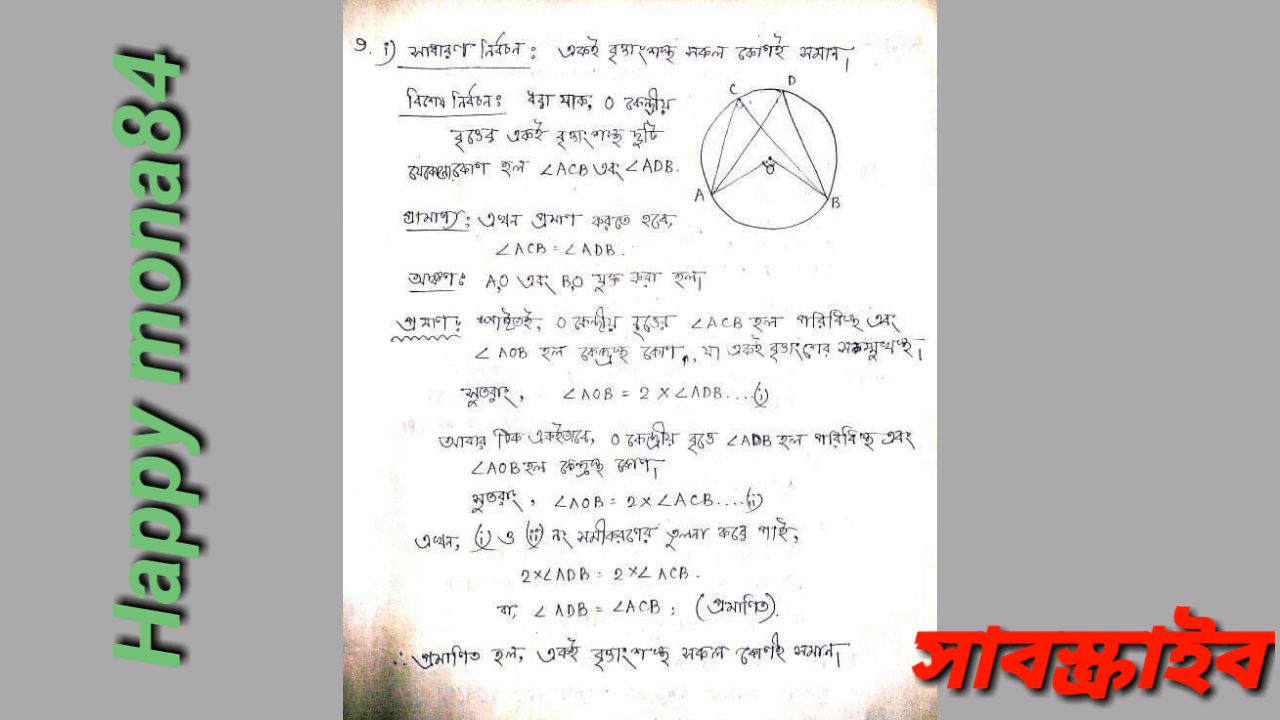 Happy mona84
৭. i) সাধারণ নির্বচন : একই বৃত্তাংশস্থ সকল কোণই সমান।
C D
বিশেষ নির্বচন : ধরা যাক, O কেন্দ্রীয়
বৃত্তের একই বৃত্তাংশস্থ দুটি
যেকোনো কোণ হল ∠ACB এবং ∠ADB.
O
A B
প্রামাণ্য : এখন প্রমাণ করতে হবে,
∠ACB = ∠ADB.
অঙ্কন : A,O এবং B,O যুক্ত করা হল।
প্রমাণ : O কেন্দ্রীয় বৃত্তের ∠ACB হল পরিধিস্থ এবং
∠AOB হল কেন্দ্রস্থ কোণ, যা একই বৃত্তাংশের
সুতরাং, ∠AOB = 2 × ∠ADB....(i)
আবার ঠিক একইভাবে, O কেন্দ্রীয় বৃত্তে ∠ADB হল পরিধিস্থ এবং
∠AOB হল কেন্দ্রস্থ কোণ।
সুতরাং, ∠AOB = 2 × ∠ACB....(ii)
এখন, (i) ও (ii) নং সমীকরণের তুলনা করে পাই,
2×∠ADB = 2×∠ACB.
বা, ∠ADB = ∠ACB ; (প্রমাণিত).
∴ প্রমাণিত হল, একই বৃত্তাংশস্থ সকল কোণই সমান।
সাবস্ক্রাইব